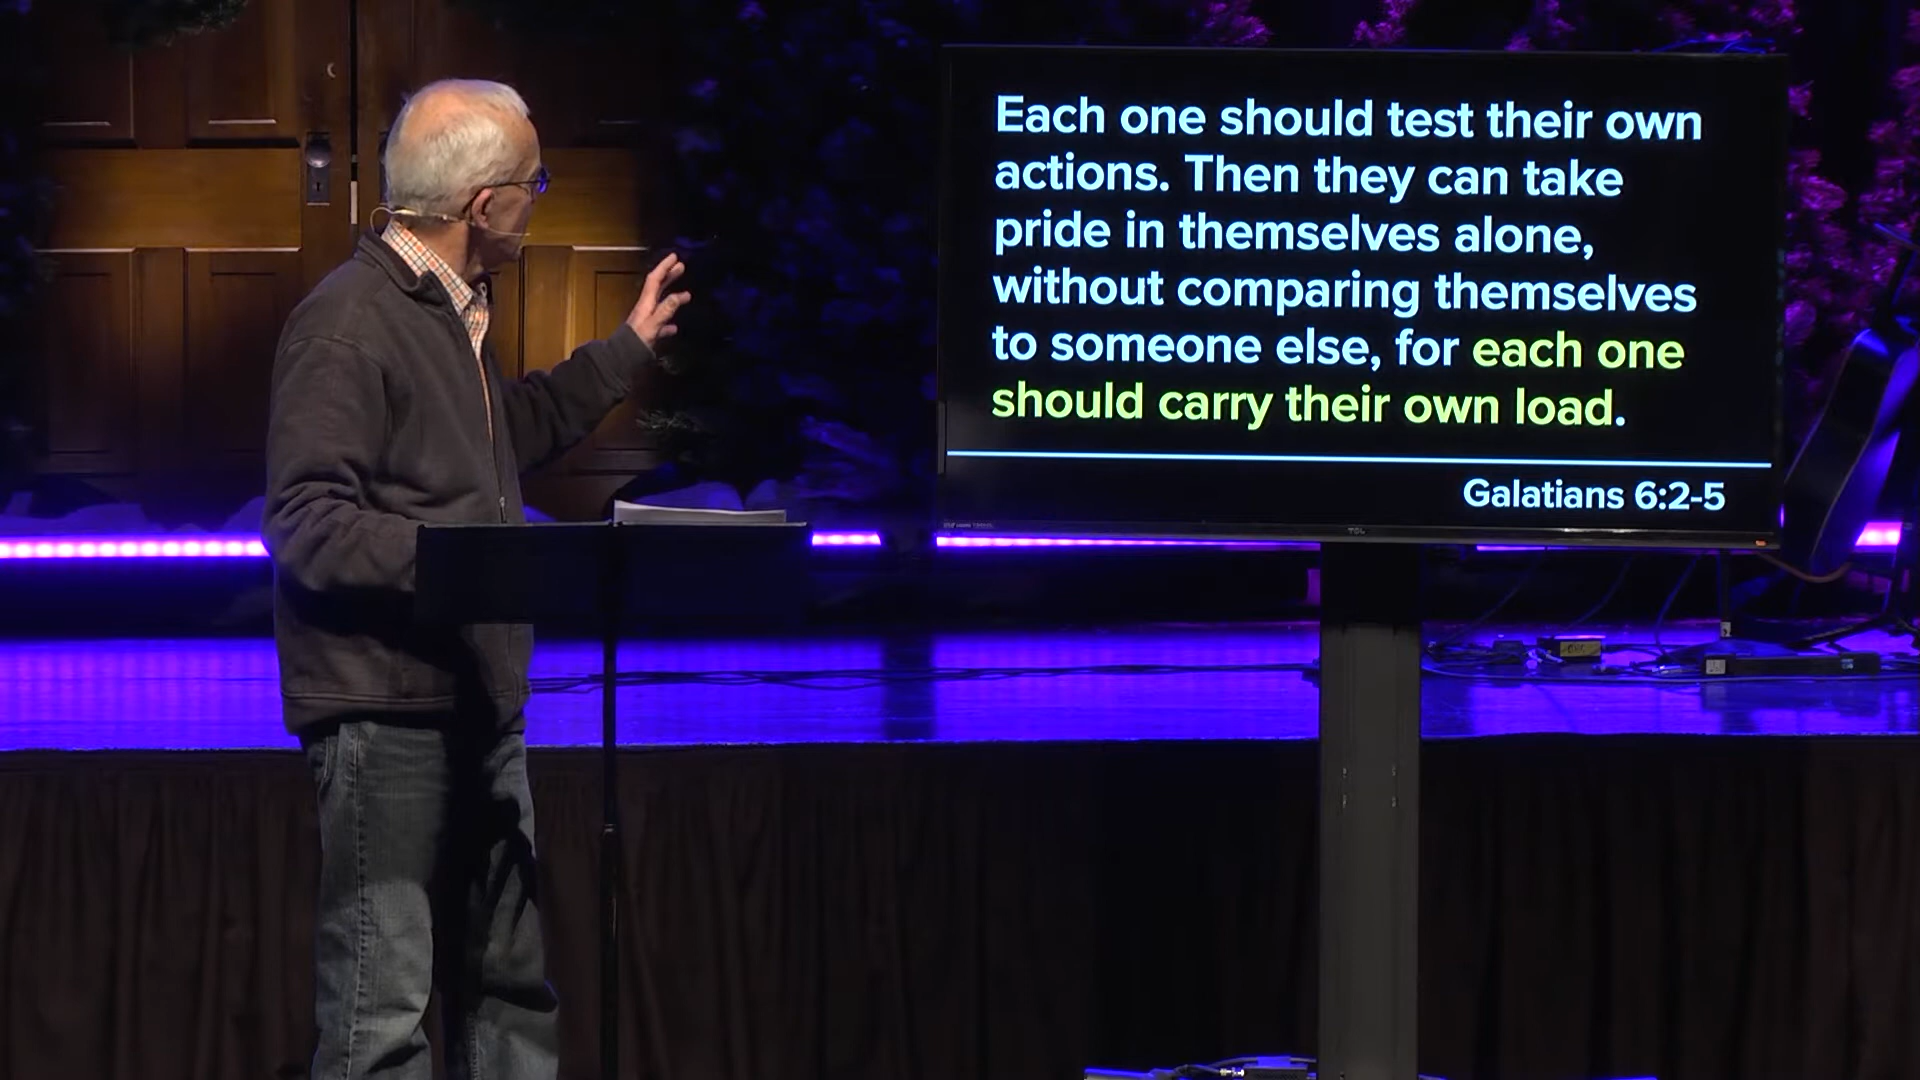 Each one should test their own
actions. Then they can take
pride in themselves alone,
without comparing themselves
to someone else, for each one
should carry their own load.
Galatians 6:2-5
TCL